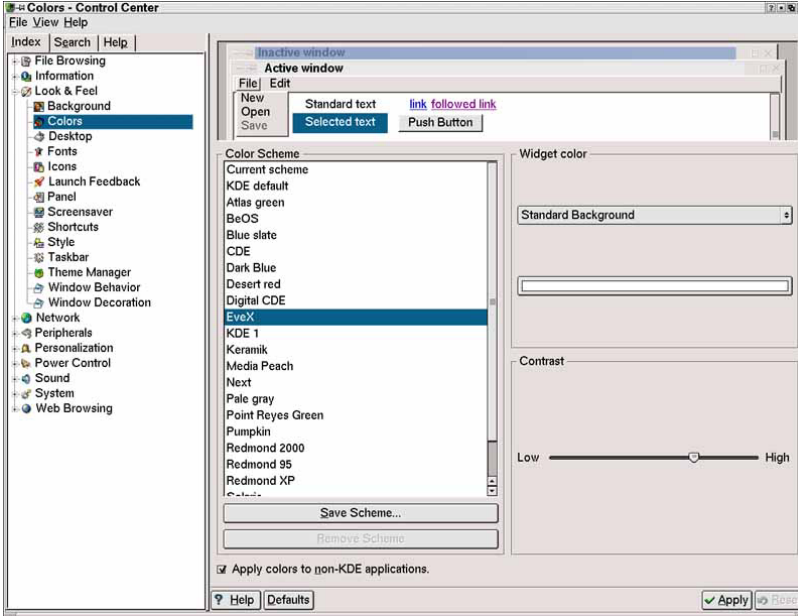 Colors - Control Center
File View Help
Index Search Help
File Browsing
Information
Look & Feel
Background
Colors
Desktop
Fonts
Icons
Launch Feedback
Panel
Screensaver
Shortcuts
Style
Taskbar
Theme Manager
Window Behavior
Window Decoration
Network
Peripherals
Personalization
Power Control
Sound
System
Web Browsing
Inactive window
Active window
File Edit
New
Open
Save
Standard text link followed link
Selected text Push Button
Color Scheme
Current scheme
KDE default
Atlas green
BeOS
Blue slate
CDE
Dark Blue
Desert red
Digital CDE
EveX
KDE 1
Keramik
Media Peach
Next
Pale gray
Point Reyes Green
Pumpkin
Redmond 2000
Redmond 95
Redmond XP
Solaris
Save Scheme...
Remove Scheme
Widget color
Standard Background
Contrast
Low High
Apply colors to non-KDE applications.
? Help Defaults
Apply Rese